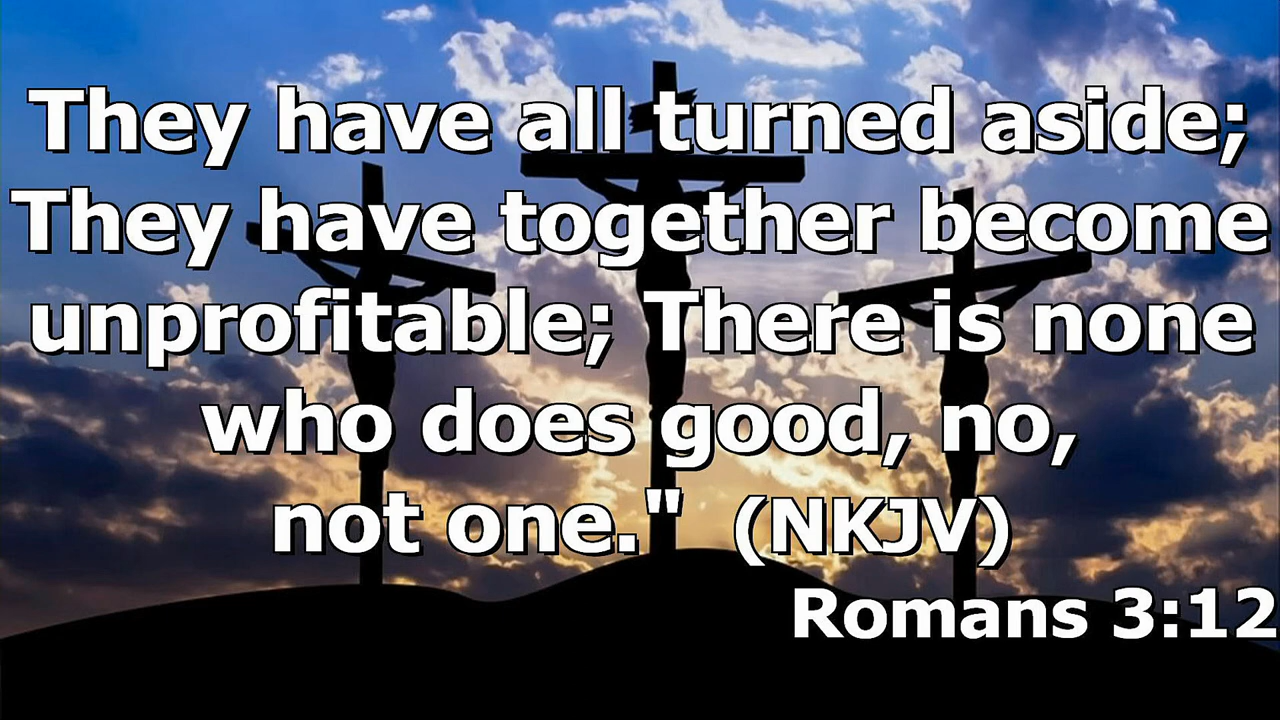 They have all turned aside;
They have together become
unprofitable; There is none
who does good, no,
not one." (NKJV)
Romans 3:12